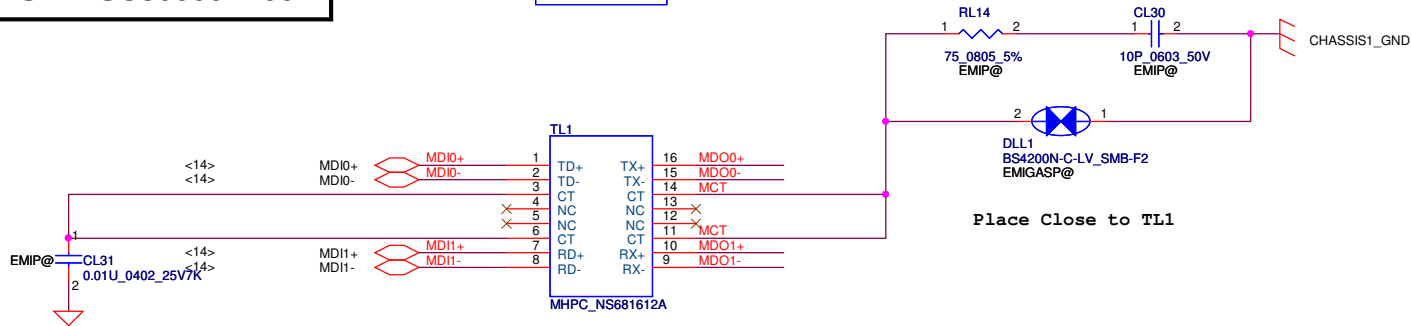 RL14
CL30
1
2
1
2
CHASSIS1_GND
75_0805_5%
EMIP@
10P_0603_50V
EMIP@
2
1
DLL1
BS4200N-C-LV_SMB-F2
EMIGASP@
Place Close to TL1
TL1
<14> MDI0+ MDI0+ 1 TD+ TX+ 16 MDO0+
<14> MDI0- MDI0- 2 TD- TX- 15 MDO0-
3 CT CT 14 MCT
4 NC NC 13
5 NC NC 12
6 CT CT 11 MCT
<14> MDI1+ MDI1+ 7 RD+ RX+ 10 MDO1+
<14> MDI1- MDI1- 8 RD- RX- 9 MDO1-
MHPC_NS681612A
1
EMIP@ CL31
0.01U_0402_25V7K
2